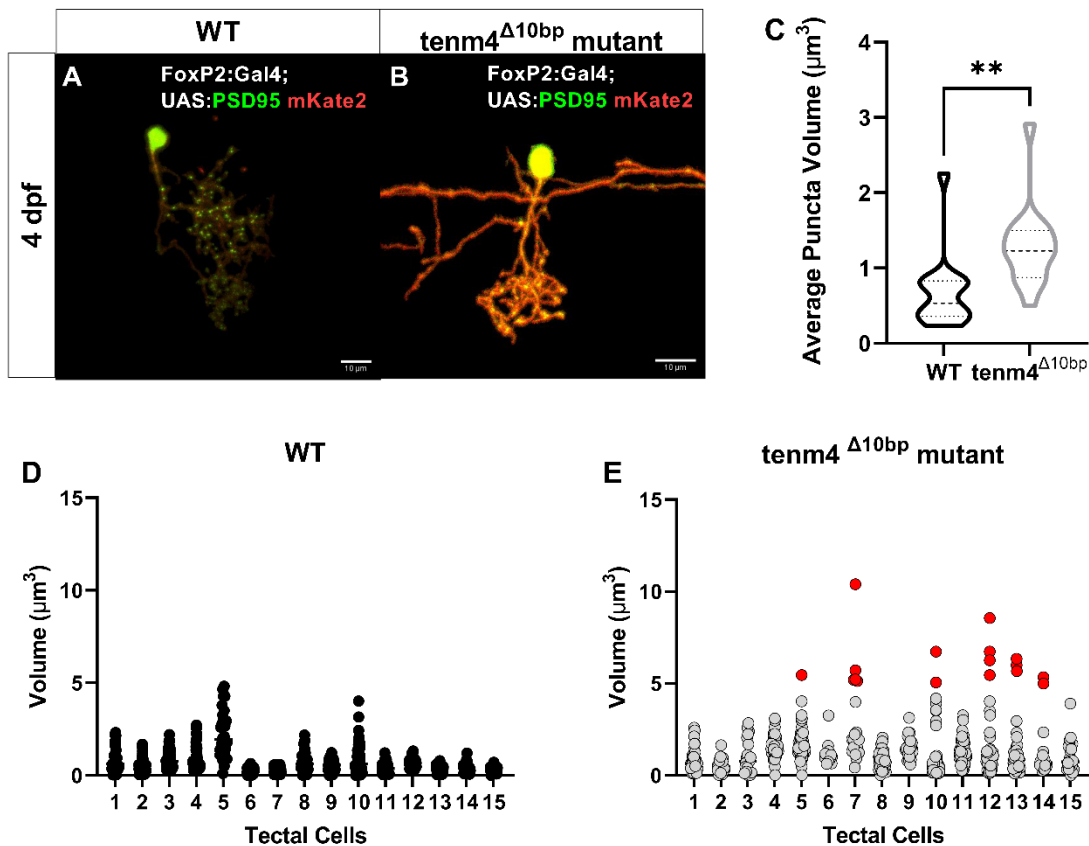 WT
tenm4Δ10bp mutant
4 dpf
A
FoxP2:Gal4;
UAS:PSD95 mKate2
10 µm
B
FoxP2:Gal4;
UAS:PSD95 mKate2
10 µm
C
Average Puncta Volume (µm3)
4
3
2
1
0
**
WT
tenm4Δ10bp
D
WT
Volume (µm3)
15
10
5
0
1 2 3 4 5 6 7 8 9 10 11 12 13 14 15
Tectal Cells
E
tenm4 Δ10bp mutant
Volume (µm3)
15
10
5
0
1 2 3 4 5 6 7 8 9 10 11 12 13 14 15
Tectal Cells